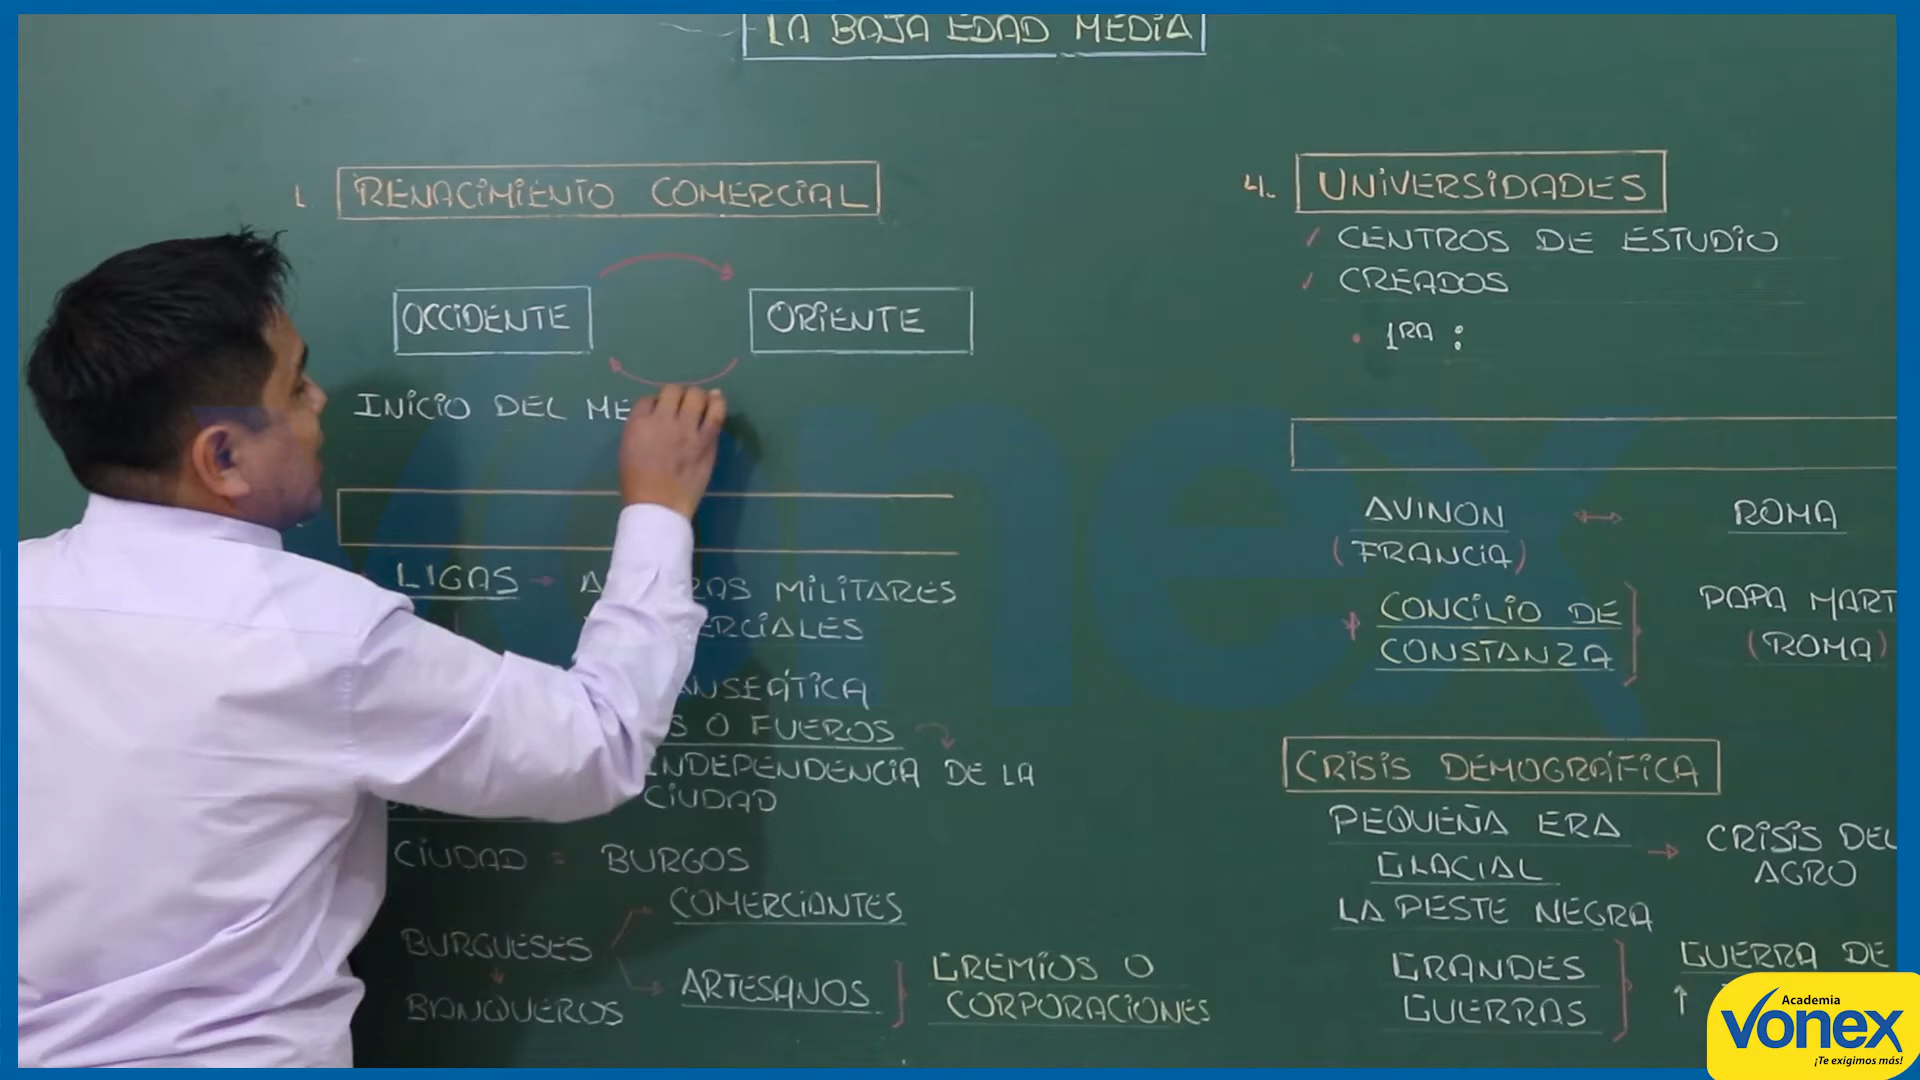 LA BAJA EDAD MEDIA
1. RENACIMIENTO COMERCIAL
OCCIDENTE
ORIENTE
INICIO DEL ME
LIGAS → MILITARES
ERCIALES
ANSEÁTICA
S O FUEROS
INDEPENDENCIA DE LA
CIUDAD
CIUDAD = BURGOS
BURGUESES
COMERCIANTES
ARTESANOS
BANQUEROS
GREMIOS O
CORPORACIONES
4. UNIVERSIDADES
✓ CENTROS DE ESTUDIO
✓ CREADOS
• 1RA :
AVINON ↔ ROMA
(FRANCIA)
CONCILIO DE
CONSTANZA
PAPA MART
(ROMA)
CRISIS DEMOGRÁFICA
PEQUEÑA ERA
GLACIAL
→ CRISIS DEL
AGRO
LA PESTE NEGRA
GRANDES
GUERRAS
GUERRA DE
Academia
Vonex
¡Te exigimos más!
vonex